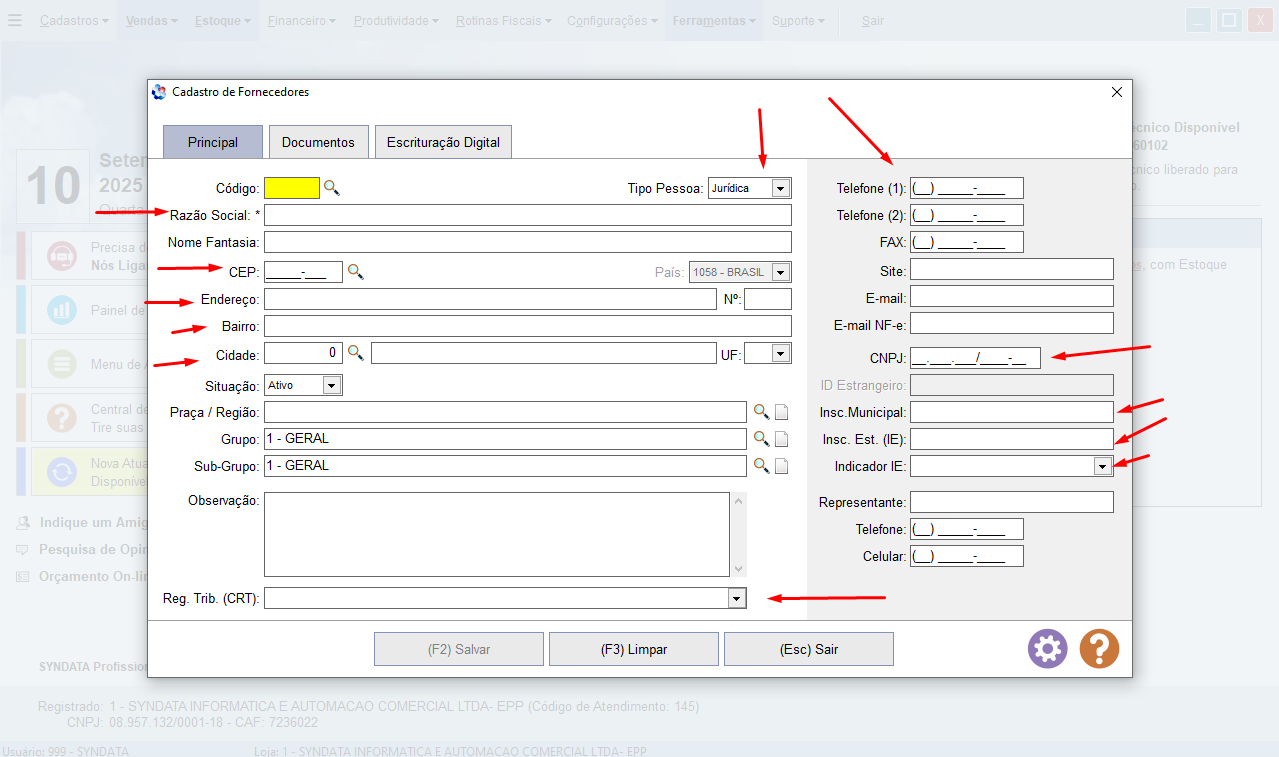 Cadastros
Vendas
Estoque
Financeiro
Produtividade
Rotinas Fiscais
Configurações
Ferramentas
Suporte
Sair
X
Cadastro de Fornecedores
Principal
Documentos
Escrituração Digital
Código:
Tipo Pessoa: Jurídica
Razão Social: *
Nome Fantasia:
CEP: _____-___
País: 1058 - BRASIL
Endereço:
Nº:
Bairro:
Cidade: 0
UF:
Situação: Ativo
Praça / Região:
Grupo: 1 - GERAL
Sub-Grupo: 1 - GERAL
Observação:
Reg. Trib. (CRT):
Telefone (1): (__) _____-____
Telefone (2): (__) _____-____
FAX: (__) _____-____
Site:
E-mail:
E-mail NF-e:
CNPJ: __.___.___/____-__
ID Estrangeiro:
Insc.Municipal:
Insc. Est. (IE):
Indicador IE:
Representante:
Telefone: (__) _____-____
Celular: (__) _____-____
(F2) Salvar
(F3) Limpar
(Esc) Sair
10
2025
Precisa
Nós Liga
Painel de
Menu de
Central de
Tire suas
Nova Atua
Disponíve
Indique um Amig
Pesquisa de Opin
Orçamento On-lin
écnico Disponível
60102
cnico liberado para
, com Estoque
SYNDATA Profission
Registrado: 1 - SYNDATA INFORMATICA E AUTOMACAO COMERCIAL LTDA- EPP (Código de Atendimento: 145)
CNPJ: 08.957.132/0001-18 - CAF: 7236022
Usuário: 999 - SYNDATA
Loja: 1 - SYNDATA INFORMATICA E AUTOMACAO COMERCIAL LTDA- EPP